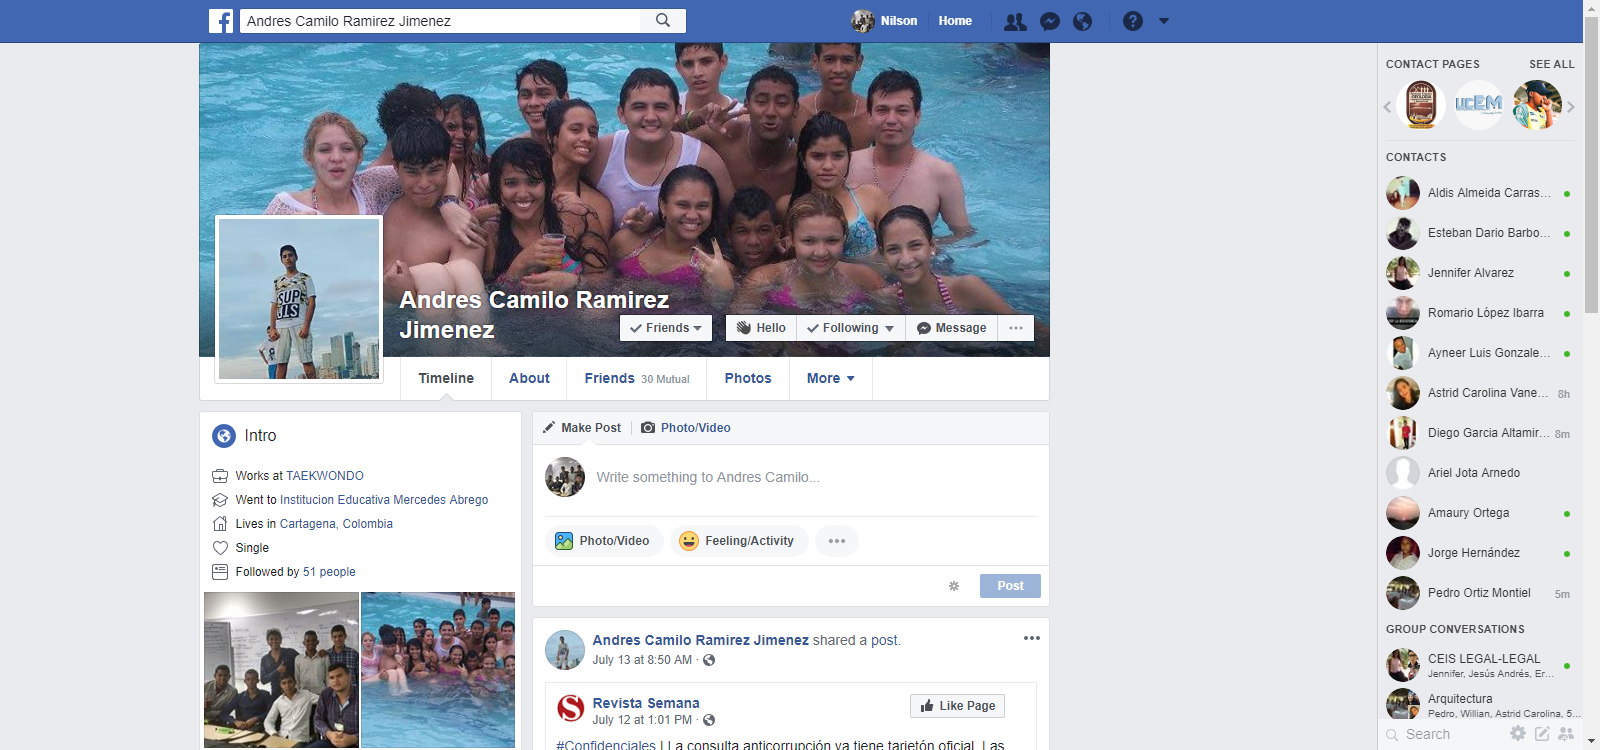 Andres Camilo Ramirez Jimenez
Nilson
Home
Andres Camilo Ramirez
Jimenez
Friends
Hello
Following
Message
Timeline
About
Friends 30 Mutual
Photos
More
Intro
Works at TAEKWONDO
Went to Institucion Educativa Mercedes Abrego
Lives in Cartagena, Colombia
Single
Followed by 51 people
Make Post
Photo/Video
Write something to Andres Camilo...
Photo/Video
Feeling/Activity
Post
Andres Camilo Ramirez Jimenez shared a post.
July 13 at 8:50 AM ·
Revista Semana
July 12 at 1:01 PM ·
Like Page
#Confidenciales | La consulta anticorrupción ya tiene tarjetón oficial. Las
CONTACT PAGES
SEE ALL
UCEM
CONTACTS
Aldis Almeida Carras...
Esteban Dario Barbo...
Jennifer Alvarez
Romario López Ibarra
Ayneer Luis Gonzale...
Astrid Carolina Vane... 8h
Diego Garcia Altamir... 8m
Ariel Jota Arnedo
Amaury Ortega
Jorge Hernández
Pedro Ortiz Montiel 5m
GROUP CONVERSATIONS
CEIS LEGAL-LEGAL
Jennifer, Jesús Andrés, Er...
Arquitectura
Pedro, Willian, Astrid Carolina, 5...
Search